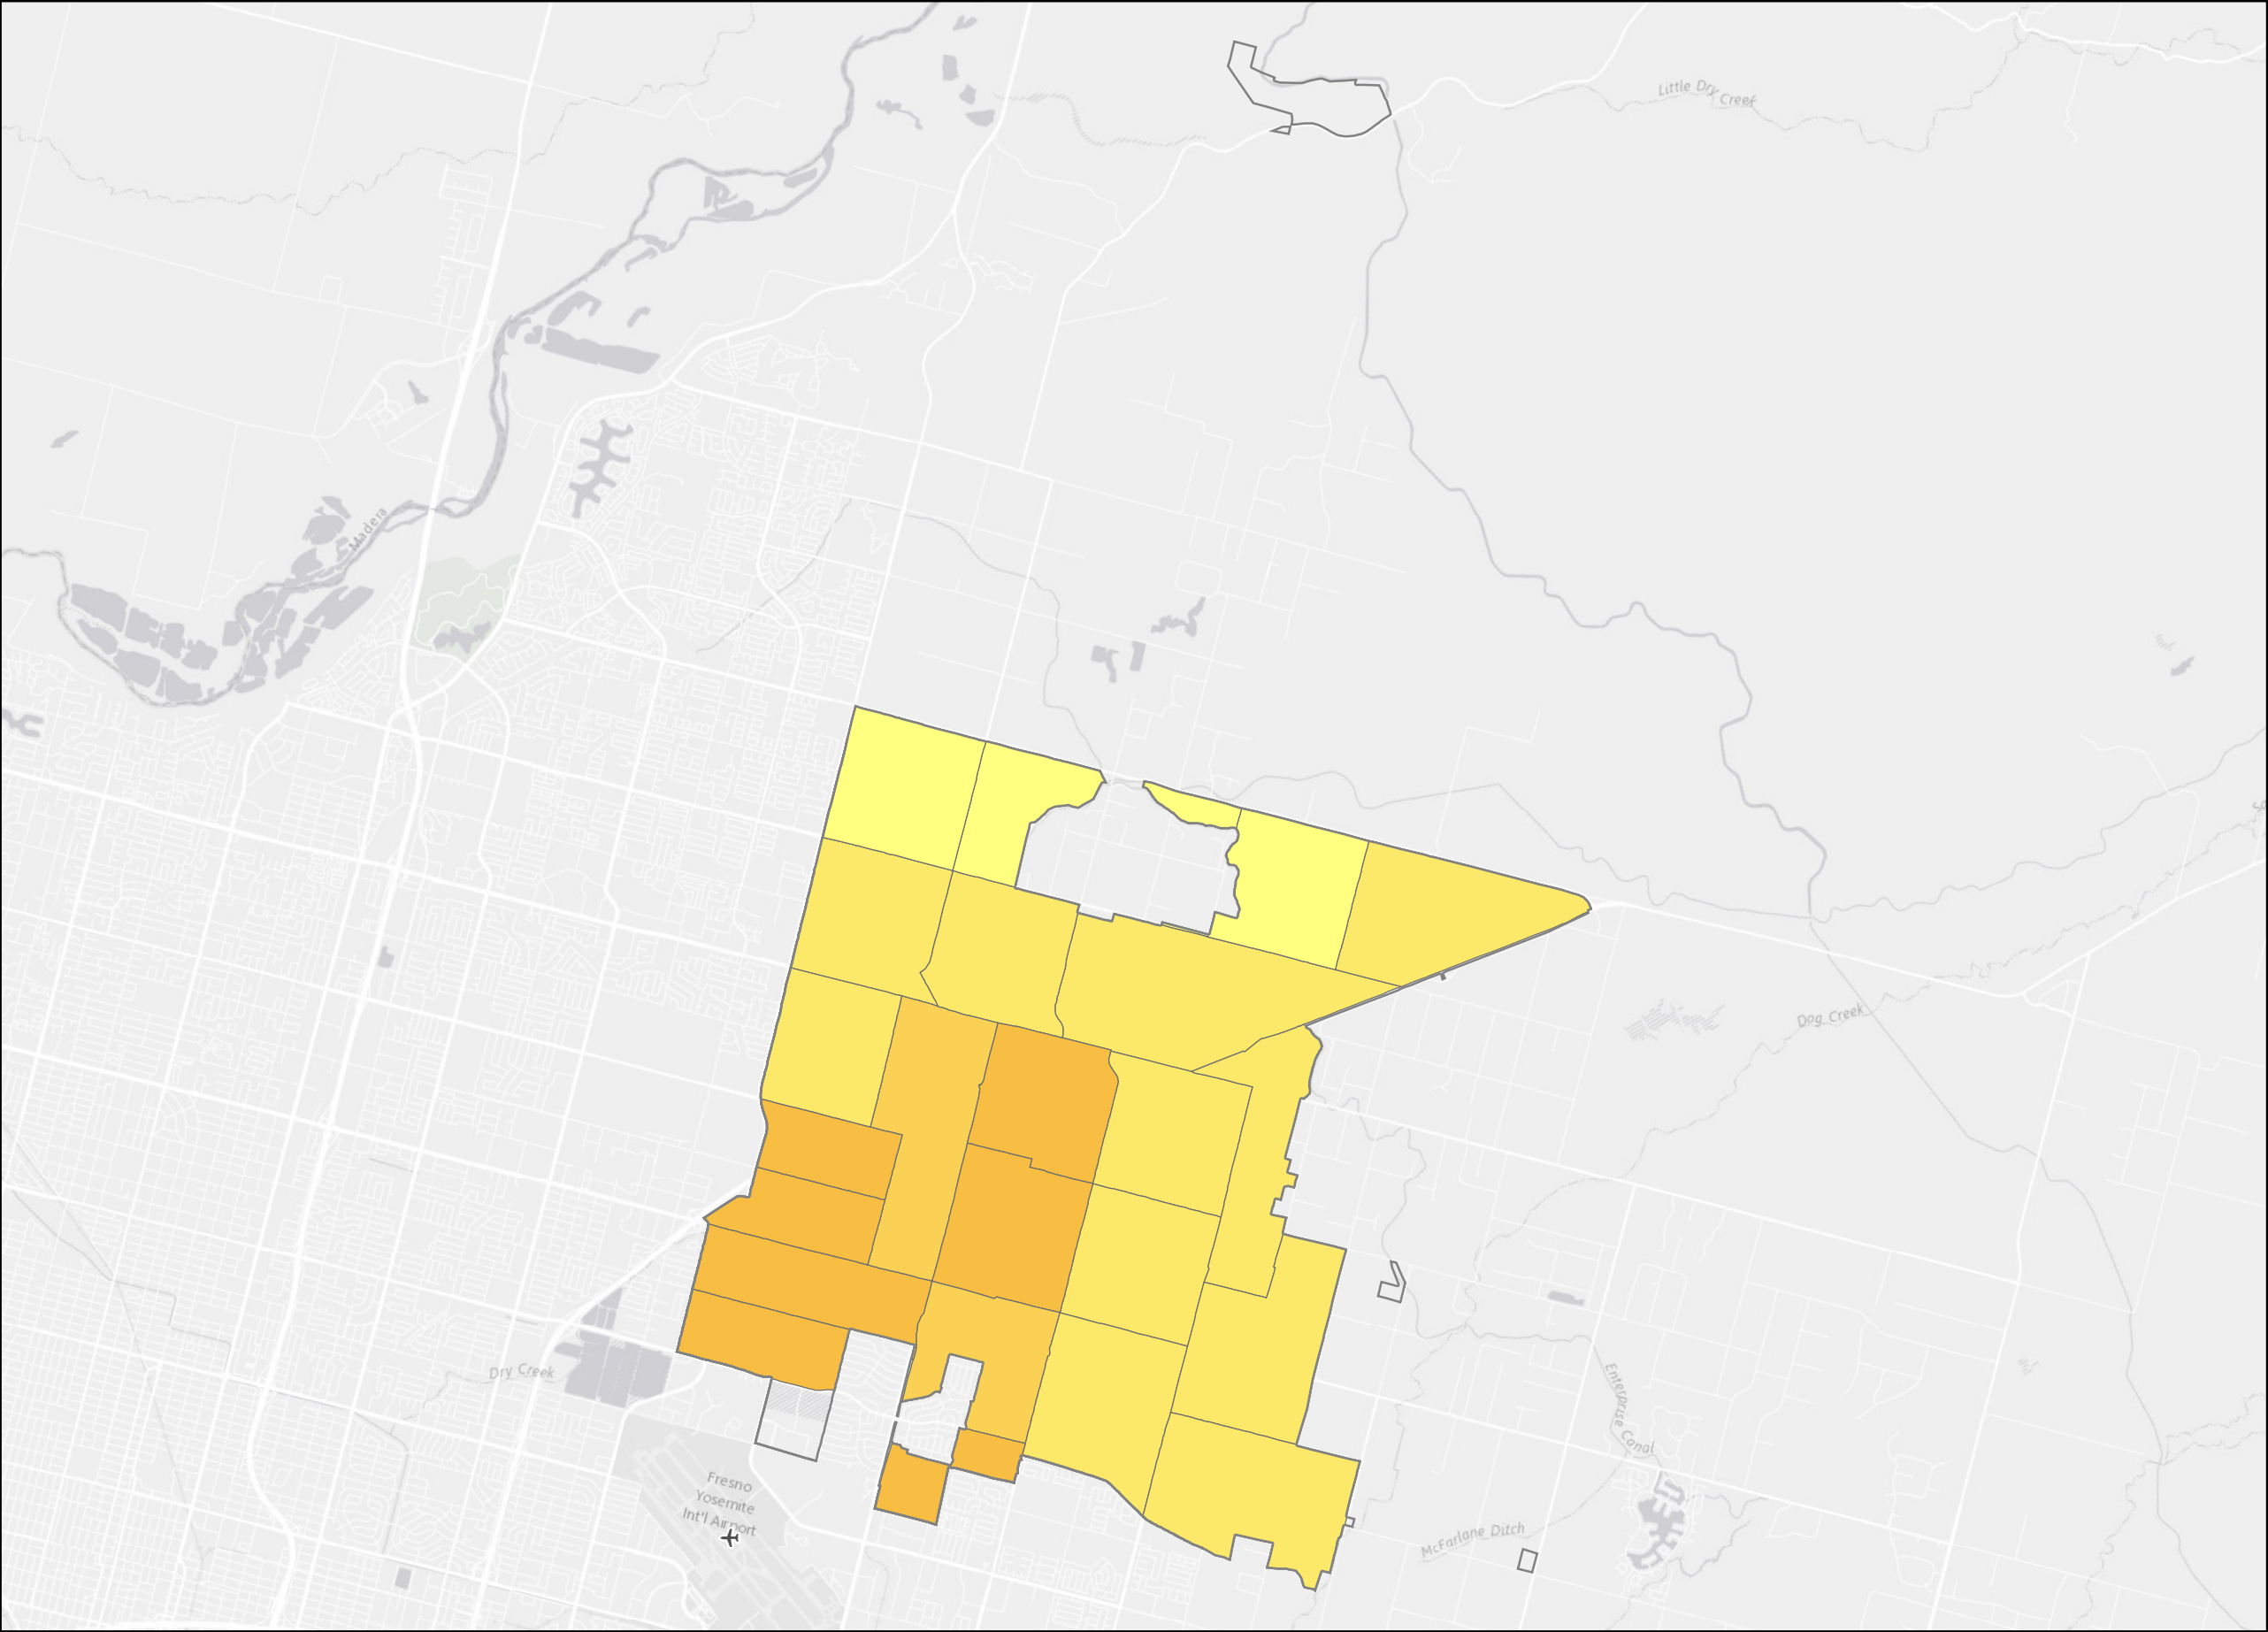 Little Dry Creek
Madera
Dog Creek
Dry Creek
Enterprise Canal
Fresno
Yosemite
Int'l Airport
McFarlane Ditch